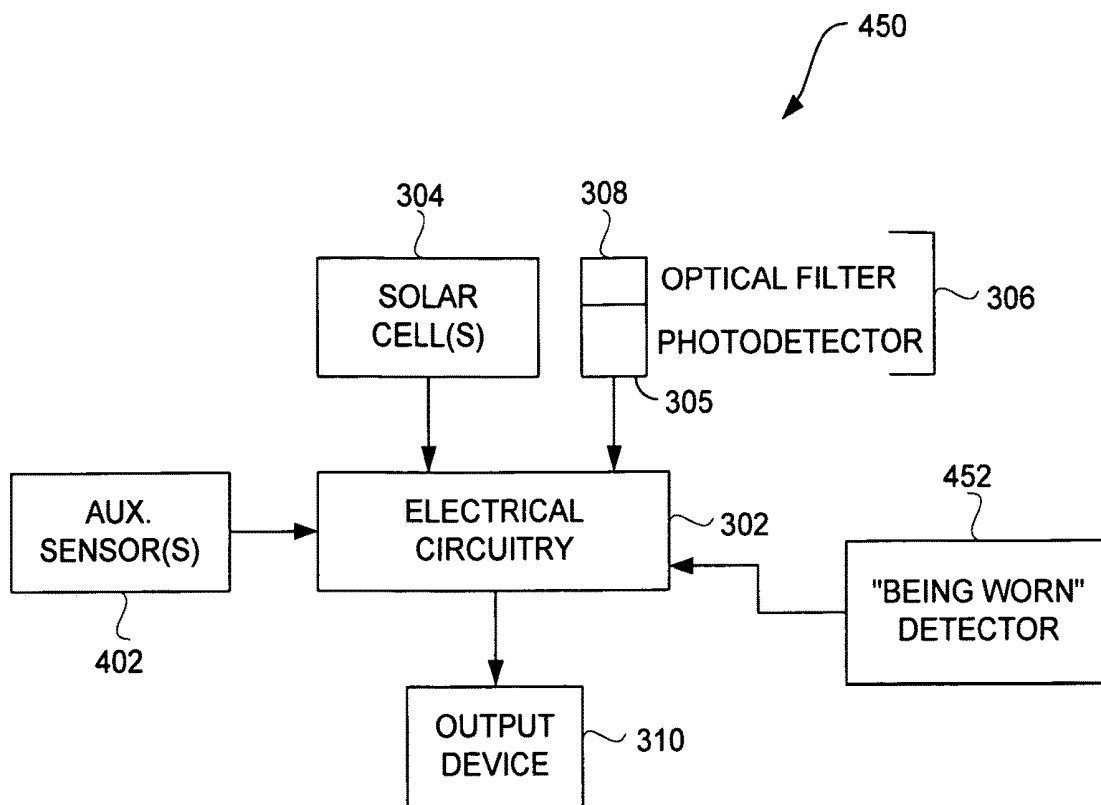 450
304
308
SOLAR
CELL(S)
OPTICAL FILTER
PHOTODETECTOR
306
305
AUX.
SENSOR(S)
402
ELECTRICAL
CIRCUITRY
302
452
"BEING WORN"
DETECTOR
OUTPUT
DEVICE
310